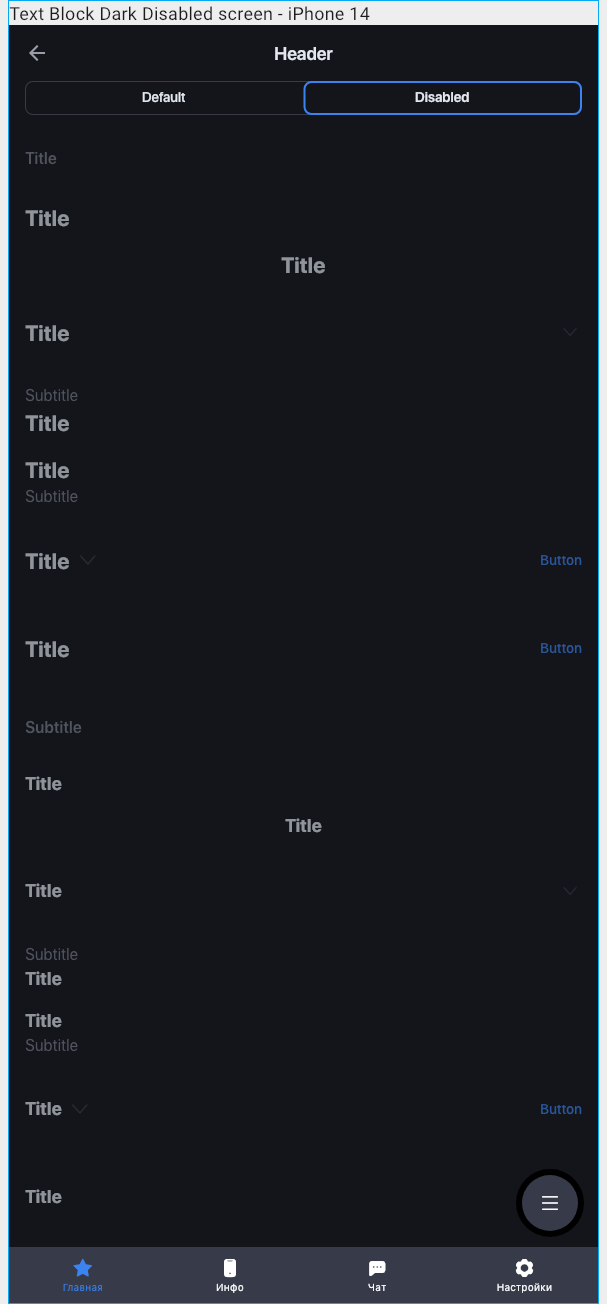 Text Block Dark Disabled screen - iPhone 14
Header
Default Disabled
Title
Title
Title
Title
Subtitle
Title
Title
Subtitle
Title Button
Title Button
Subtitle
Title
Title
Title
Subtitle
Title
Title
Subtitle
Title Button
Title
Главная Инфо Чат Настройки